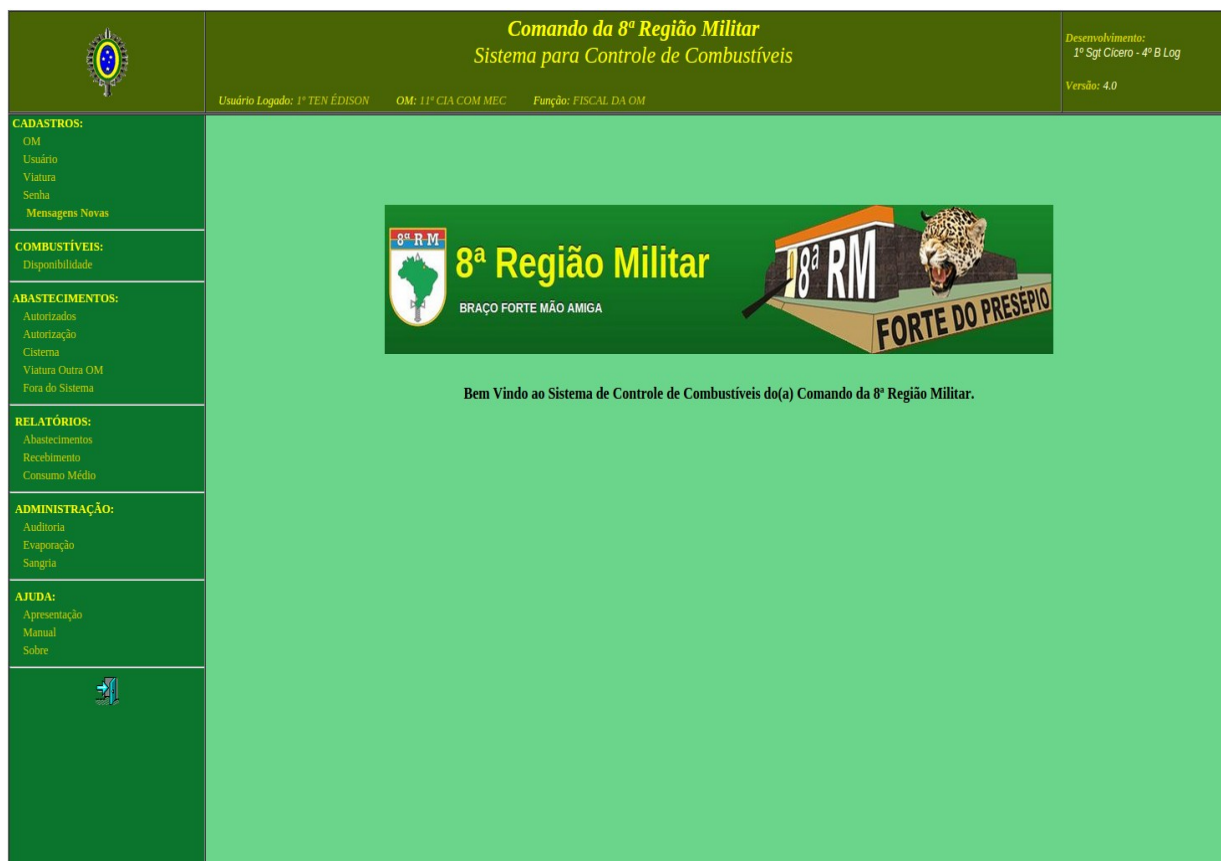 Comando da 8ª Região Militar
Sistema para Controle de Combustíveis
Usuário Logado: 1º TEN ÉDISON OM: 11ª CIA COM MEC Função: FISCAL DA OM
Desenvolvimento:
1º Sgt Cicero - 4º B Log
Versão: 4.0
CADASTROS:
OM
Usuário
Viatura
Senha
Mensagens Novas
COMBUSTÍVEIS:
Disponibilidade
ABASTECIMENTOS:
Autorizados
Autorização
Cisterna
Viatura Outra OM
Fora do Sistema
RELATÓRIOS:
Abastecimentos
Recebimento
Consumo Médio
ADMINISTRAÇÃO:
Auditoria
Evaporação
Sangria
AJUDA:
Apresentação
Manual
Sobre
8ª R M
8ª Região Militar
BRAÇO FORTE MÃO AMIGA
8ª RM
FORTE DO PRESÉPIO
Bem Vindo ao Sistema de Controle de Combustíveis do(a) Comando da 8ª Região Militar.